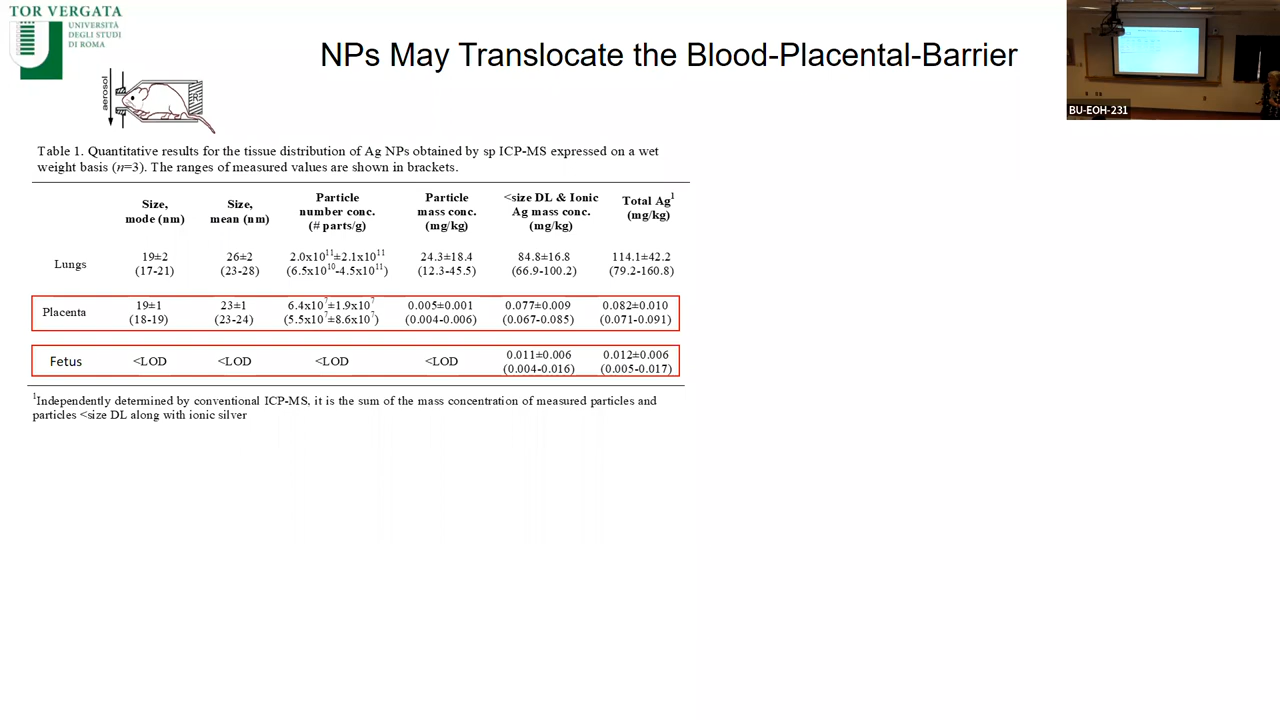 TOR VERGATA
UNIVERSITÀ
DEGLI STUDI
DI ROMA
NPs May Translocate the Blood-Placental-Barrier
aerosol
BU-EOH-231
Table 1. Quantitative results for the tissue distribution of Ag NPs obtained by sp ICP-MS expressed on a wet
weight basis (n=3). The ranges of measured values are shown in brackets.
Size, mode (nm) Size, mean (nm) Particle number conc. (# parts/g) Particle mass conc. (mg/kg) <size DL & Ionic Ag mass conc. (mg/kg) Total Ag¹ (mg/kg)
Lungs 19±2 26±2 2.0x10¹¹±2.1x10¹¹ 24.3±18.4 84.8±16.8 114.1±42.2
(17-21) (23-28) (6.5x10¹⁰-4.5x10¹¹) (12.3-45.5) (66.9-100.2) (79.2-160.8)
Placenta 19±1 23±1 6.4x10⁷±1.9x10⁷ 0.005±0.001 0.077±0.009 0.082±0.010
(18-19) (23-24) (5.5x10⁷±8.6x10⁷) (0.004-0.006) (0.067-0.085) (0.071-0.091)
Fetus <LOD <LOD <LOD <LOD 0.011±0.006 0.012±0.006
(0.004-0.016) (0.005-0.017)
¹Independently determined by conventional ICP-MS, it is the sum of the mass concentration of measured particles and
particles <size DL along with ionic silver